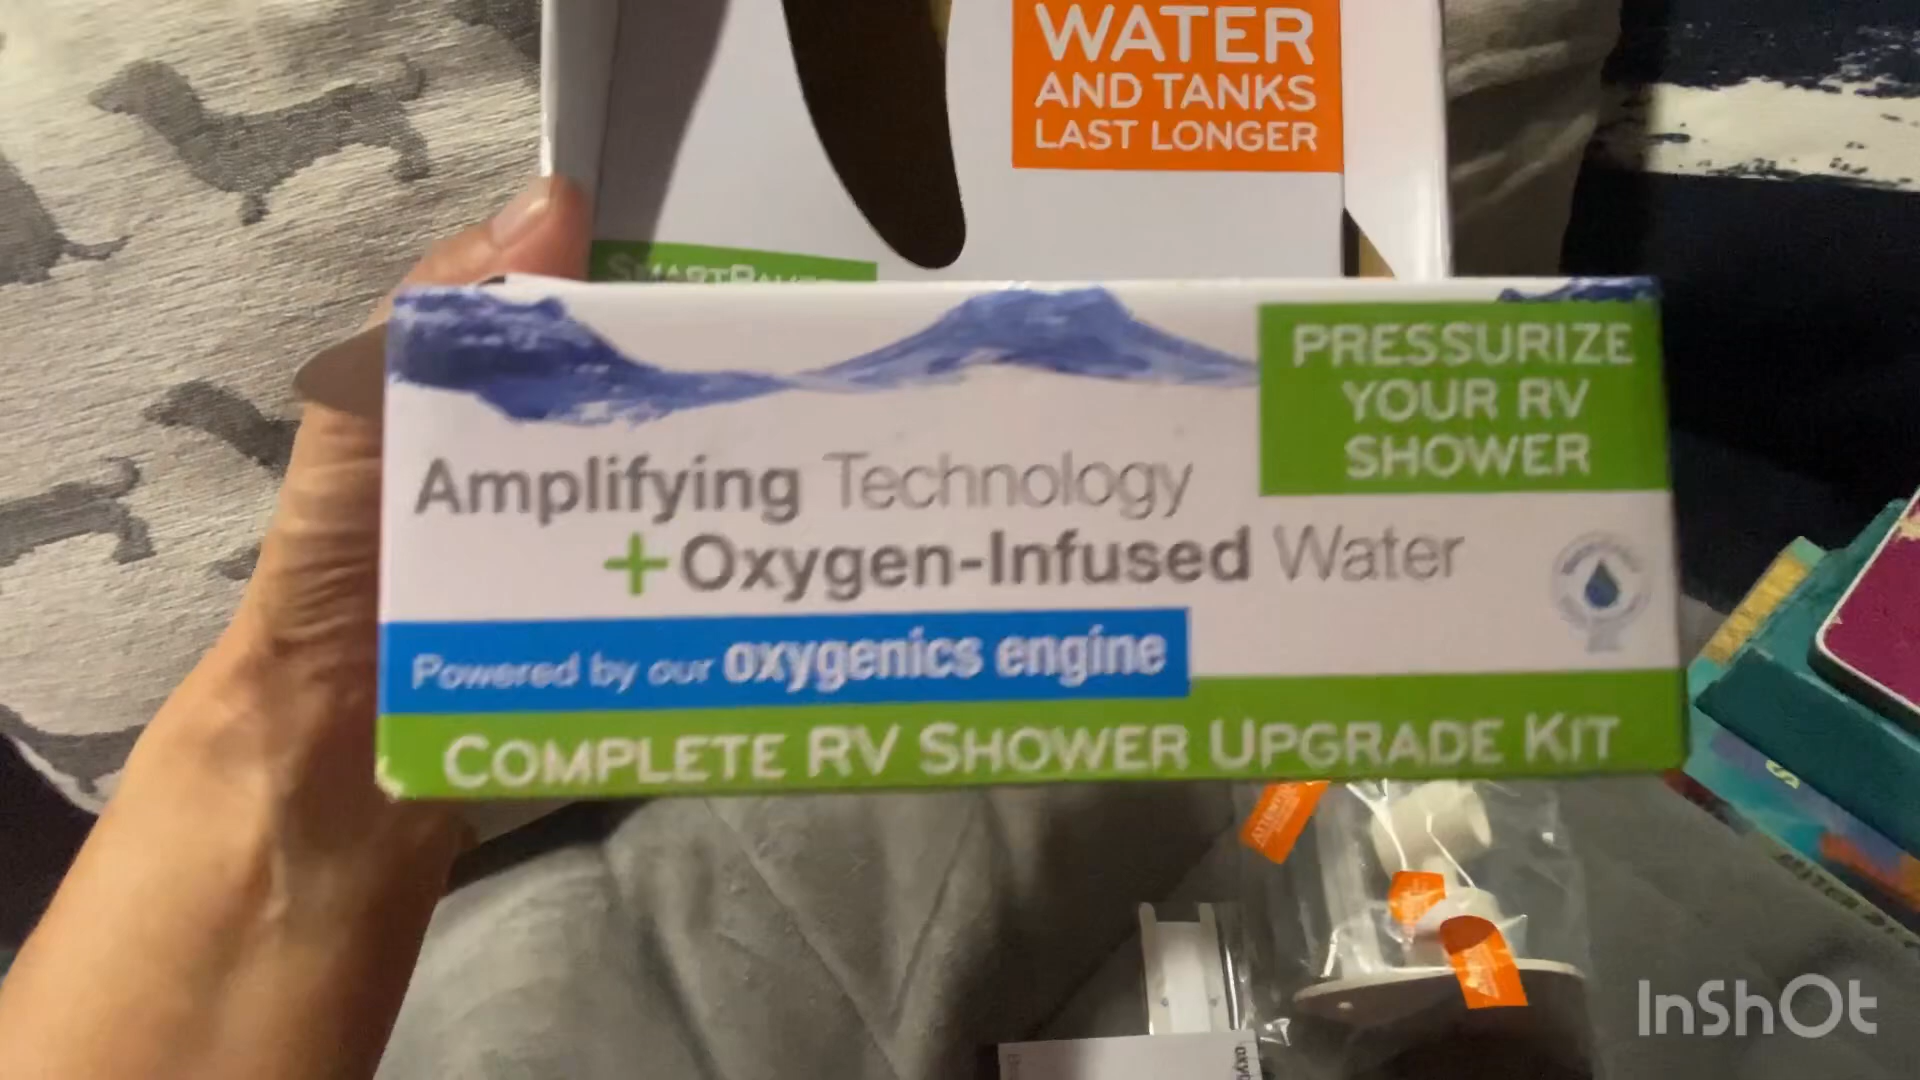 WATER
AND TANKS
LAST LONGER
PRESSURIZE
YOUR RV
SHOWER
Amplifying Technology
+Oxygen-Infused Water
Powered by our oxygenics engine
COMPLETE RV SHOWER UPGRADE KIT
InShOt